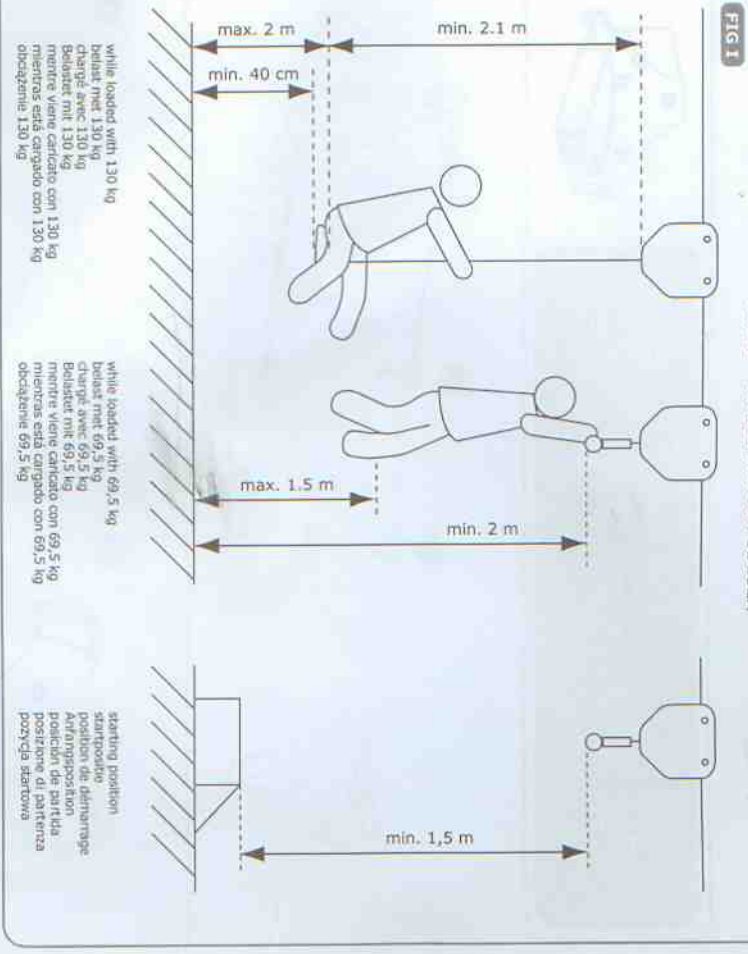 FIG I
max. 2 m
min. 2.1 m
min. 40 cm
while loaded with 130 kg
belast met 130 kg
chargé avec 130 kg
Belastet mit 130 kg
mentre viene caricato con 130 kg
mientras está cargado con 130 kg
obciążenie 130 kg
max. 1.5 m
min. 2 m
while loaded with 69,5 kg
belast met 69,5 kg
chargé avec 69,5 kg
Belastet mit 69,5 kg
mentre viene caricato con 69,5 kg
mientras está cargado con 69,5 kg
obciążenie 69,5 kg
min. 1,5 m
starting position
startpositie
position de démarrage
Anfangsposition
posición de partida
posizione di partenza
pozycja startowa